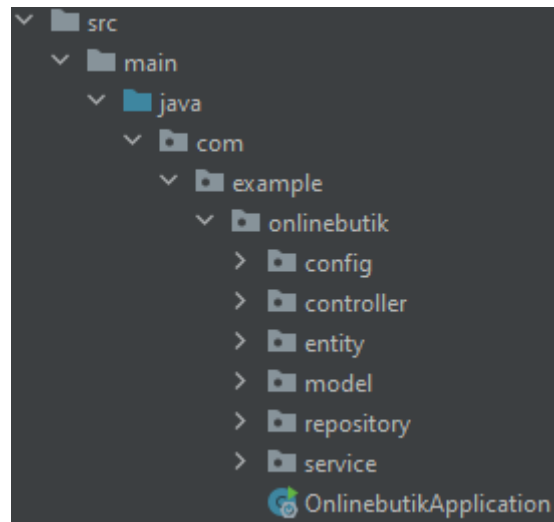 src
main
java
com
example
onlinebutik
config
controller
entity
model
repository
service
OnlinebutikApplication